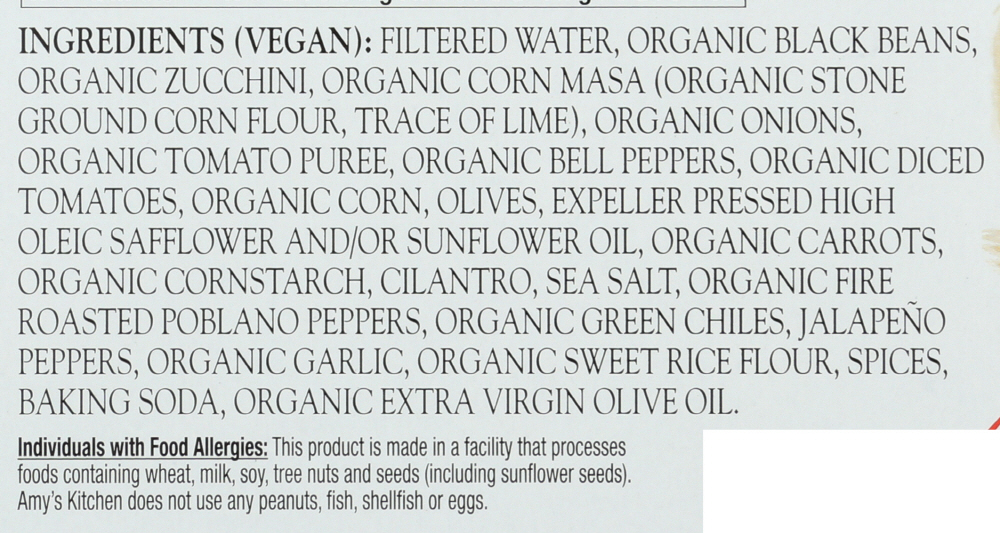 INGREDIENTS (VEGAN): FILTERED WATER, ORGANIC BLACK BEANS,
ORGANIC ZUCCHINI, ORGANIC CORN MASA (ORGANIC STONE
GROUND CORN FLOUR, TRACE OF LIME), ORGANIC ONIONS,
ORGANIC TOMATO PUREE, ORGANIC BELL PEPPERS, ORGANIC DICED
TOMATOES, ORGANIC CORN, OLIVES, EXPELLER PRESSED HIGH
OLEIC SAFFLOWER AND/OR SUNFLOWER OIL, ORGANIC CARROTS,
ORGANIC CORNSTARCH, CILANTRO, SEA SALT, ORGANIC FIRE
ROASTED POBLANO PEPPERS, ORGANIC GREEN CHILES, JALAPEÑO
PEPPERS, ORGANIC GARLIC, ORGANIC SWEET RICE FLOUR, SPICES,
BAKING SODA, ORGANIC EXTRA VIRGIN OLIVE OIL.
Individuals with Food Allergies: This product is made in a facility that processes
foods containing wheat, milk, soy, tree nuts and seeds (including sunflower seeds).
Amy's Kitchen does not use any peanuts, fish, shellfish or eggs.